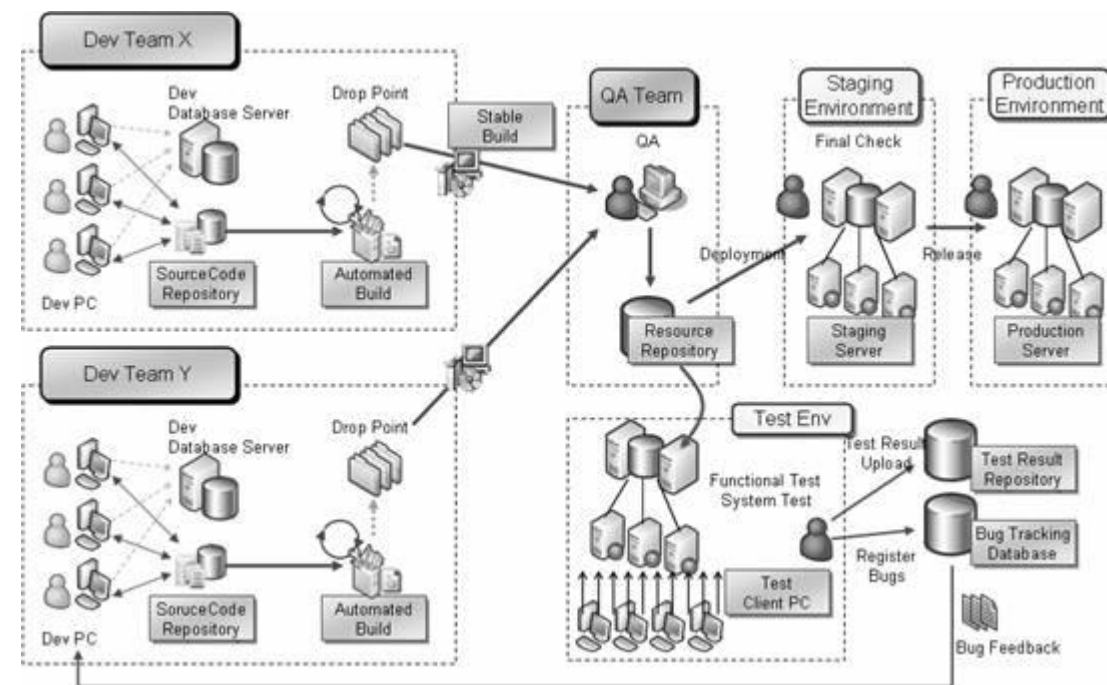 Dev Team X
Dev
Database Server
Drop Point
SourceCode
Repository
Automated
Build
Dev PC
Stable
Build
QA Team
QA
Resource
Repository
Deployment
Staging
Environment
Final Check
Staging
Server
Release
Production
Environment
Production
Server
Dev Team Y
Dev
Database Server
Drop Point
SoruceCode
Repository
Automated
Build
Dev PC
Test Env
Functional Test
System Test
Test
Client PC
Test Result
Upload
Test Result
Repository
Register
Bugs
Bug Tracking
Database
Bug Feedback